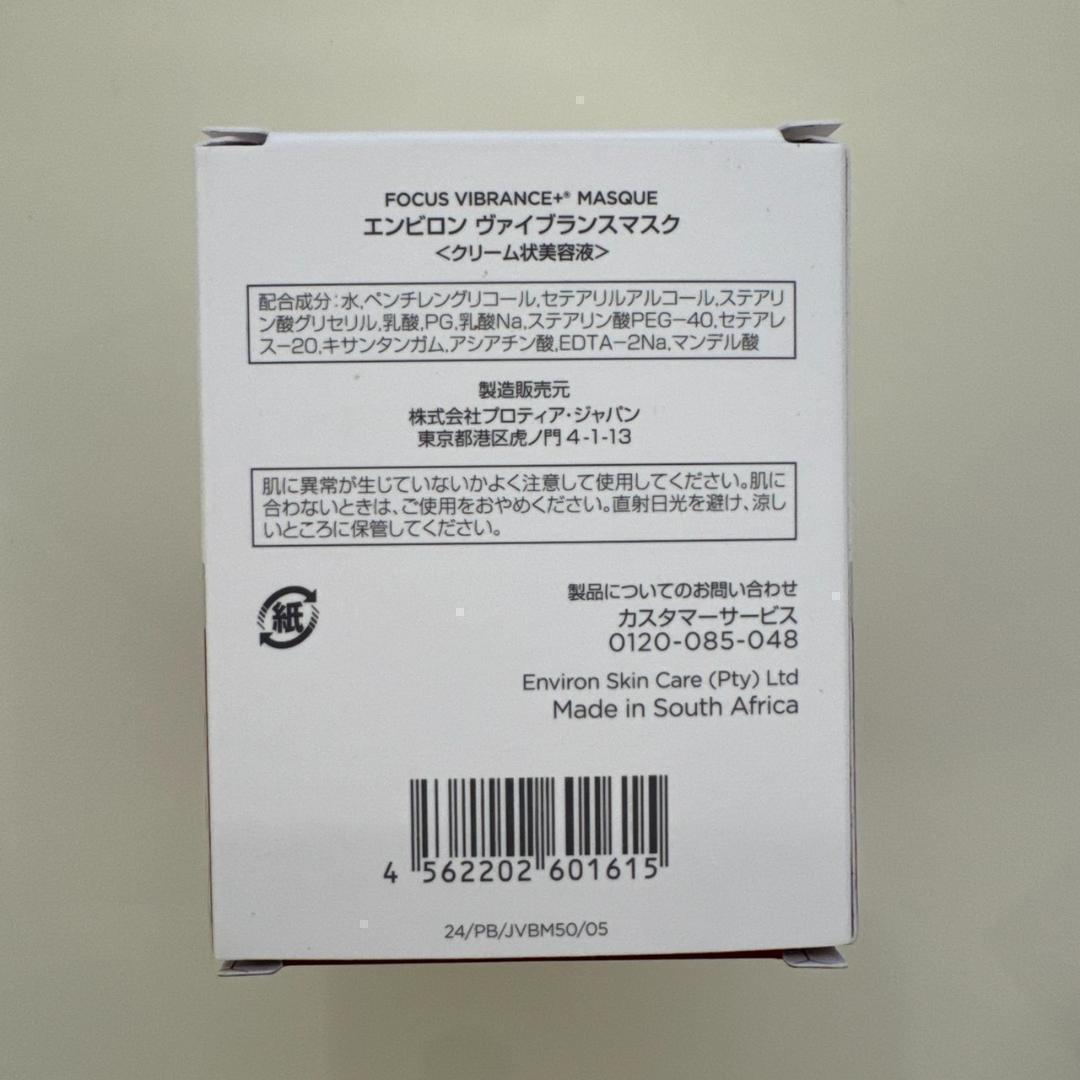 FOCUS VIBRANCE+® MASQUE
エンビロン ヴァイブランスマスク
<クリーム状美容液>
配合成分:水,ペンチレングリコール,セテアリルアルコール,ステアリ
ン酸グリセリル,乳酸,PG,乳酸Na,ステアリン酸PEG-40,セテアレ
ス-20,キサンタンガム,アシアチン酸,EDTA-2Na,マンデル酸
製造販売元
株式会社プロティア・ジャパン
東京都港区虎ノ門 4-1-13
肌に異常が生じていないかよく注意して使用してください。肌に
合わないときは、ご使用をおやめください。直射日光を避け、涼し
いところに保管してください。
紙
製品についてのお問い合わせ
カスタマーサービス
0120-085-048
Environ Skin Care (Pty) Ltd
Made in South Africa
4 562202 601615
24/PB/JVBM50/05